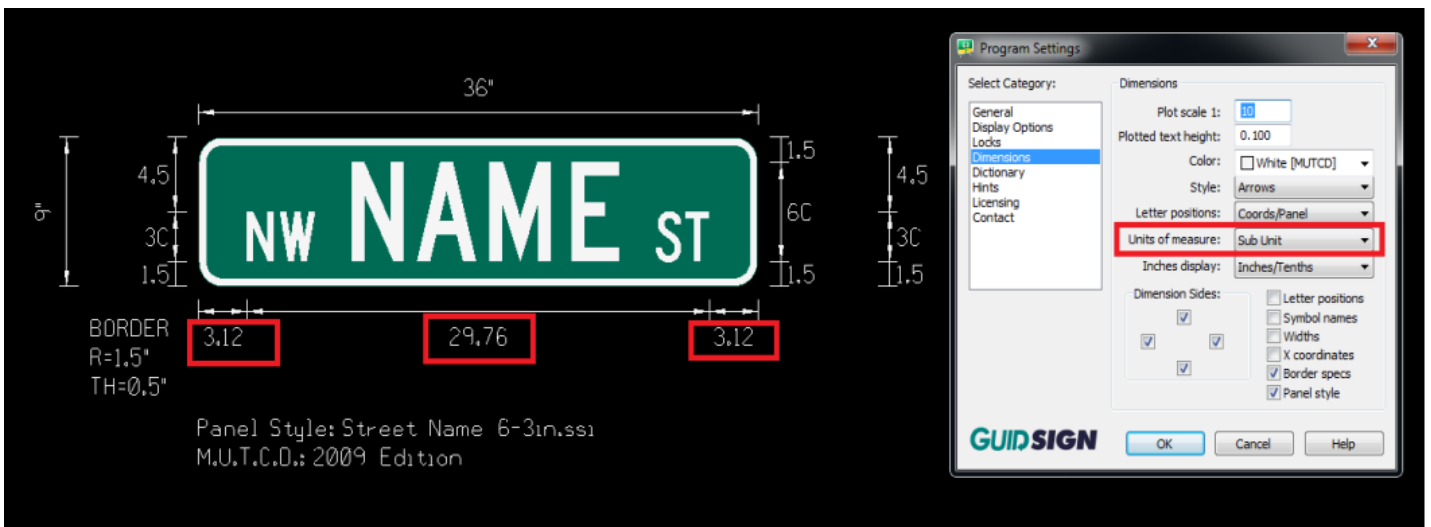 36"
1.5
4.5
4.5
9"
NW NAME ST
6C
3C
3C
1.5
1.5
1.5
3.12
29.76
3.12
BORDER
R=1.5"
TH=0.5"
Panel Style: Street Name 6-3in.ssi
M.U.T.C.D.: 2009 Edition
Program Settings
Select Category:
General
Display Options
Locks
Dimensions
Dictionary
Hints
Licensing
Contact
Dimensions
Plot scale 1: 10
Plotted text height: 0.100
Color: White [MUTCD]
Style: Arrows
Letter positions: Coords/Panel
Units of measure: Sub Unit
Inches display: Inches/Tenths
Dimension Sides:
Letter positions
Symbol names
Widths
X coordinates
Border specs
Panel style
GUIDSIGN
OK
Cancel
Help